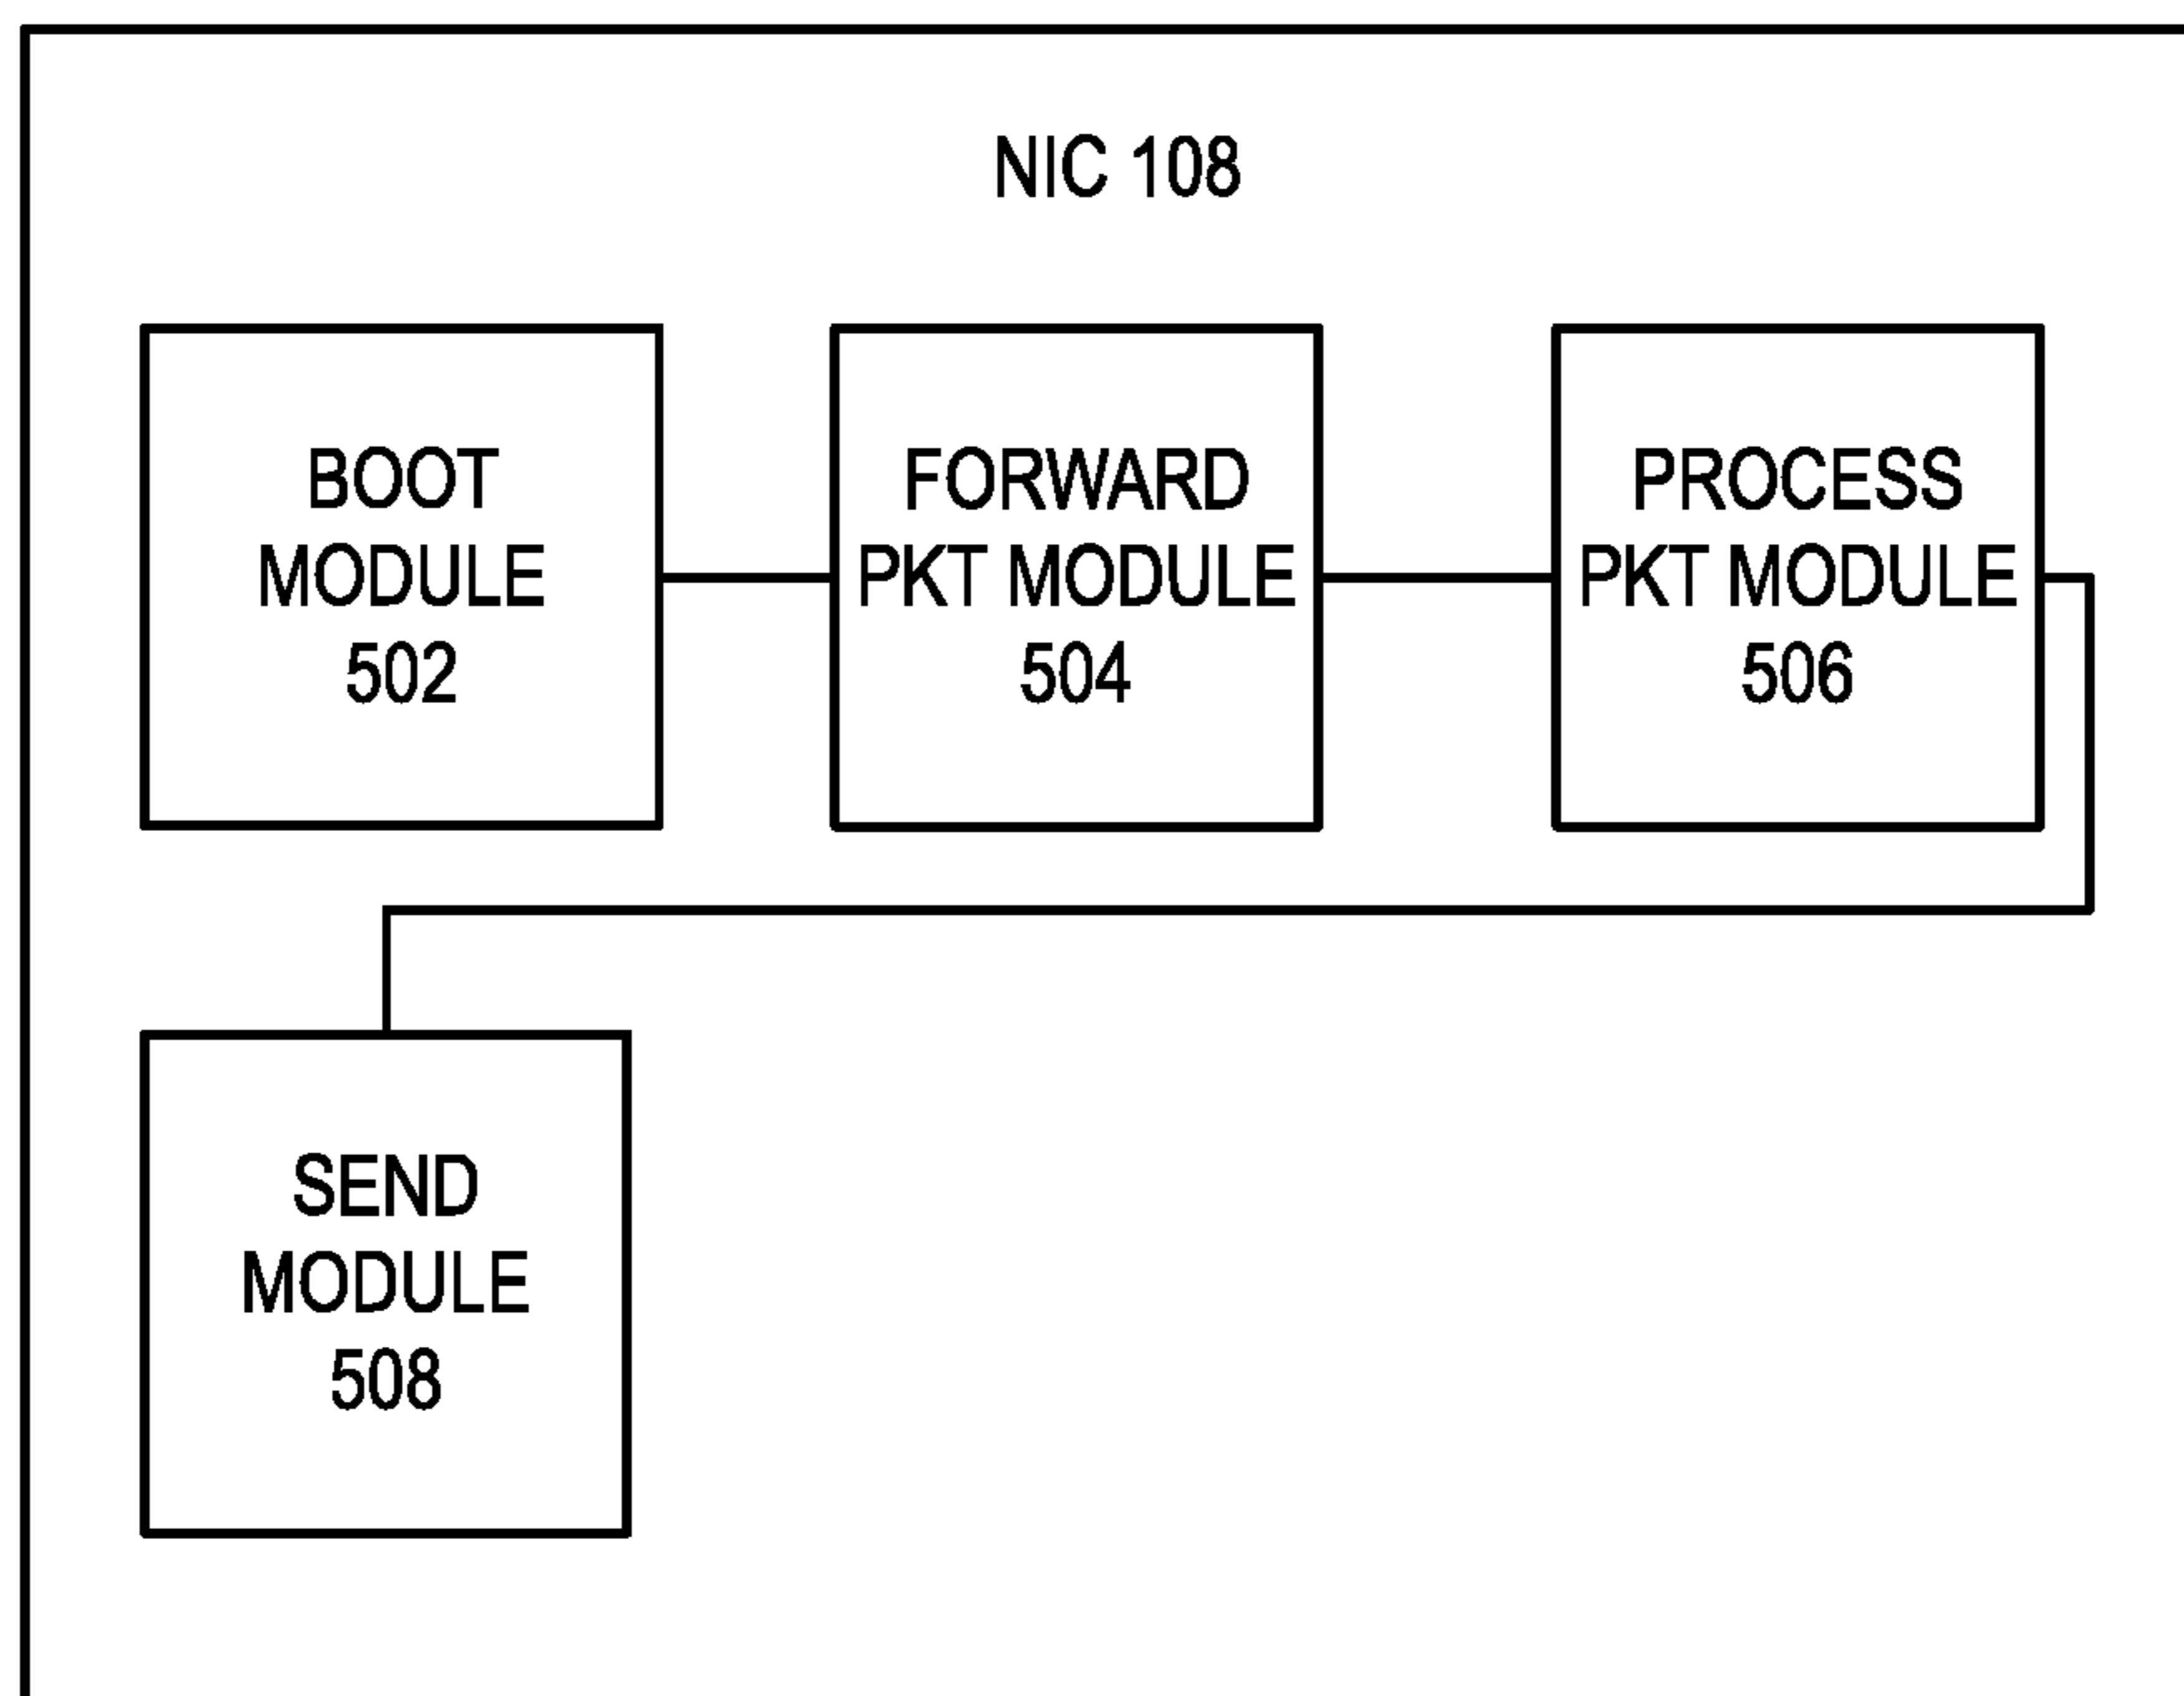 NIC 108
BOOT
MODULE
502
FORWARD
PKT MODULE
504
PROCESS
PKT MODULE
506
SEND
MODULE
508